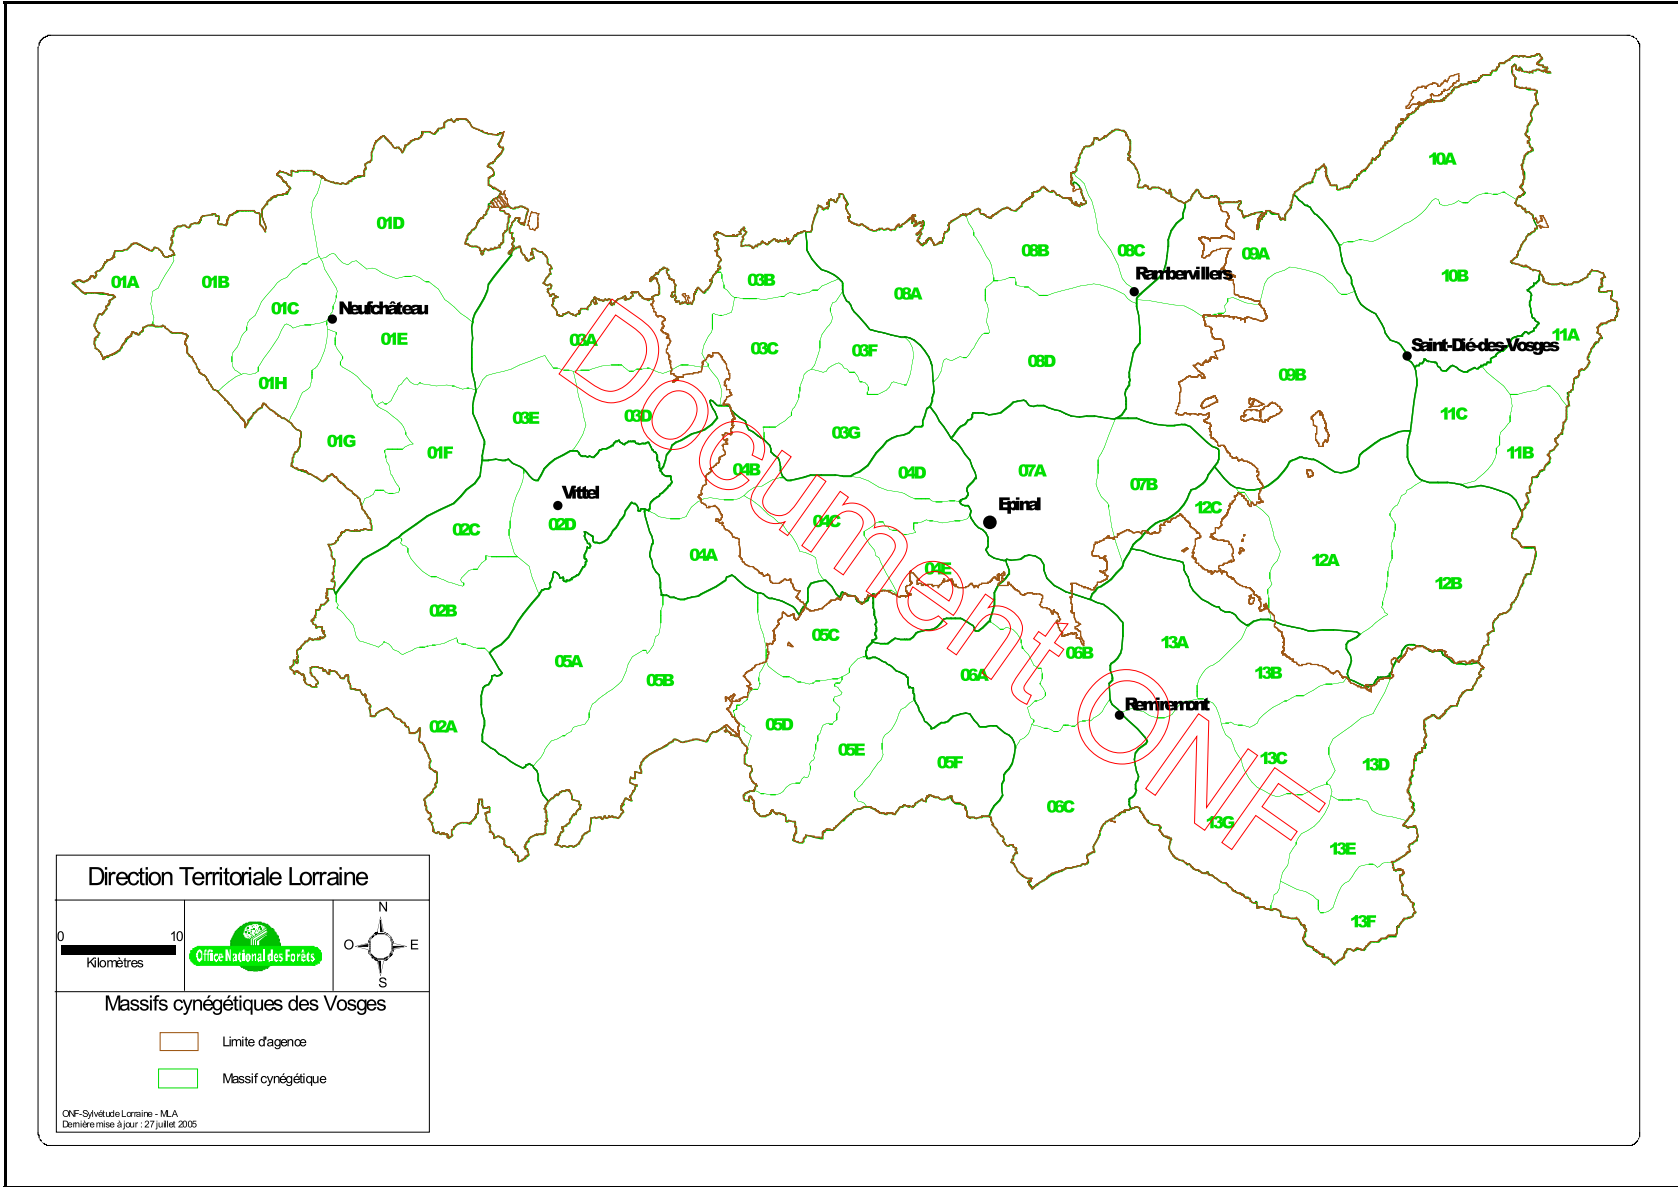 10A
01D
08B
08C
09A
01A
01B
03B
Rambervillers
10B
08A
01C
Neufchâteau
01E
03A
03C
03F
08D
Saint-Dié-des-Vosges
11A
01H
09B
03E
03D
11C
01G
01F
03G
11B
04B
04D
07A
07B
Vittel
02C
02D
04C
Epinal
12C
04A
04E
12A
12B
02B
05C
13A
05A
05B
06A
06B
13B
02A
05D
Remiremont
05E
05F
13C
13D
06C
13G
13E
13F
Document ONF
Direction Territoriale Lorraine
0 10
Kilomètres
Office National des Forêts
N
O E
S
Massifs cynégétiques des Vosges
Limite d'agence
Massif cynégétique
ONF-Sylvétude Lorraine - MLA
Dernière mise à jour : 27 juillet 2005